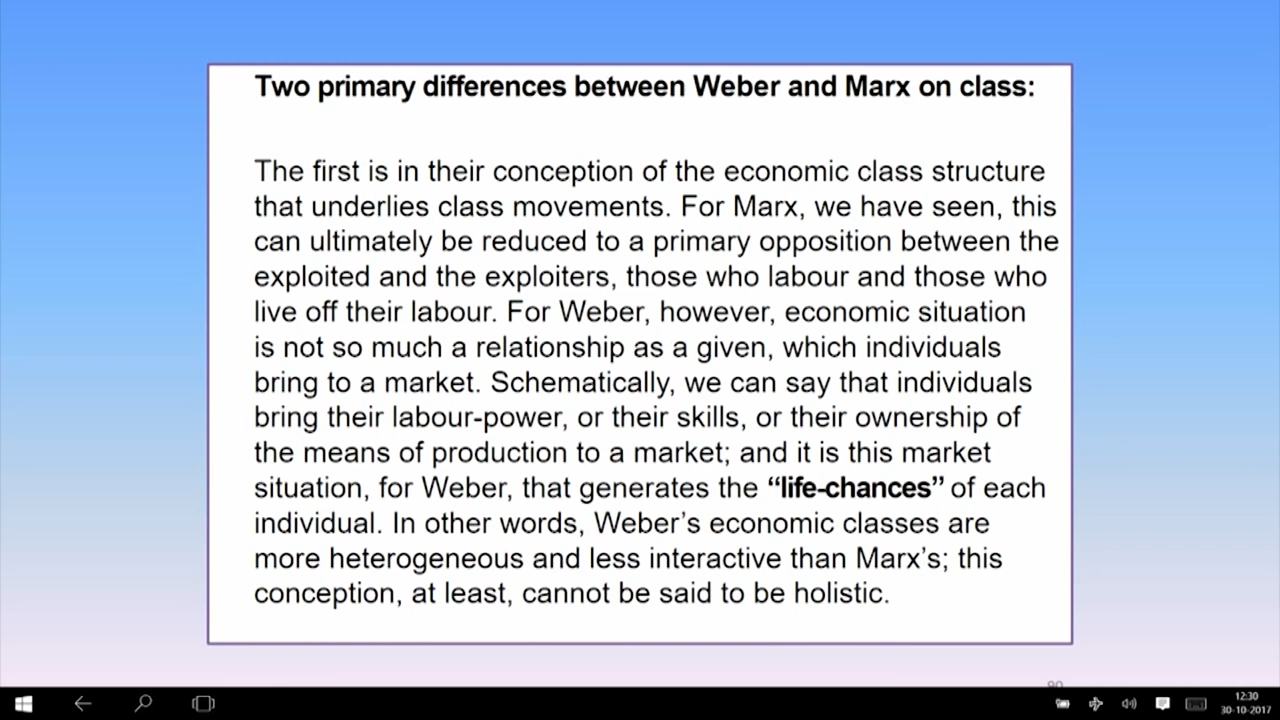 Two primary differences between Weber and Marx on class:
The first is in their conception of the economic class structure
that underlies class movements. For Marx, we have seen, this
can ultimately be reduced to a primary opposition between the
exploited and the exploiters, those who labour and those who
live off their labour. For Weber, however, economic situation
is not so much a relationship as a given, which individuals
bring to a market. Schematically, we can say that individuals
bring their labour-power, or their skills, or their ownership of
the means of production to a market; and it is this market
situation, for Weber, that generates the “life-chances” of each
individual. In other words, Weber’s economic classes are
more heterogeneous and less interactive than Marx’s; this
conception, at least, cannot be said to be holistic.
12:30
30-10-2017